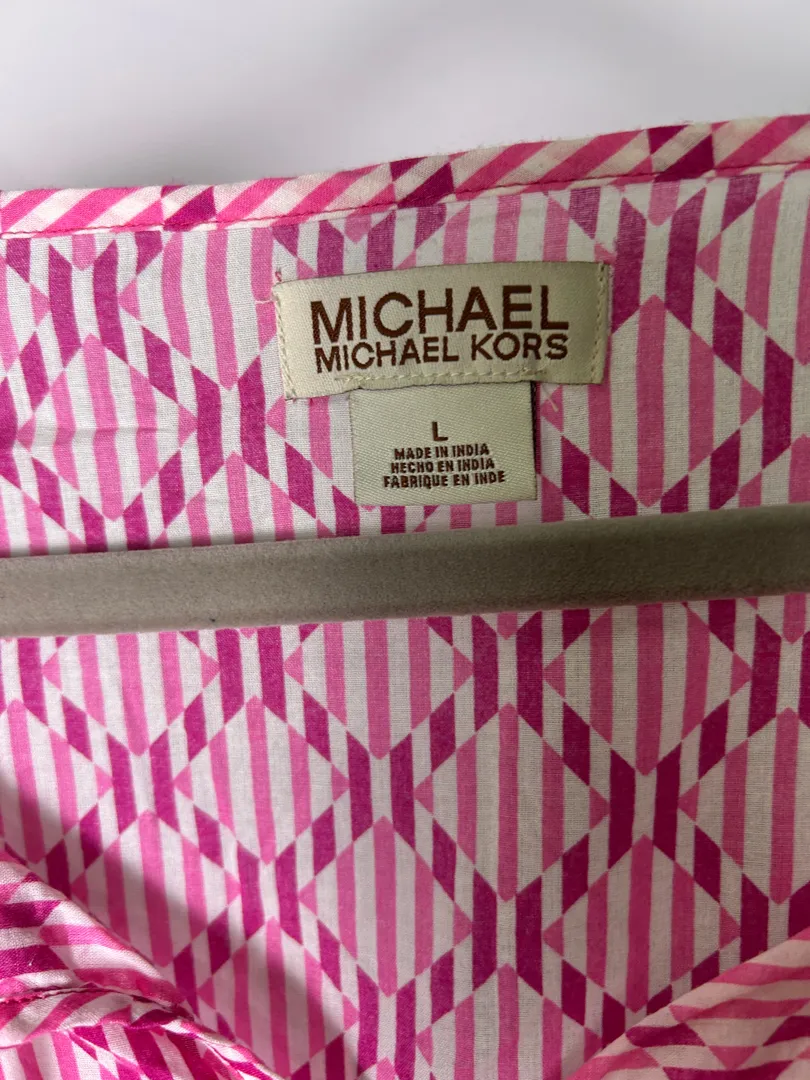 MICHAEL
MICHAEL KORS
L
MADE IN INDIA
HECHO EN INDIA
FABRIQUE EN INDE